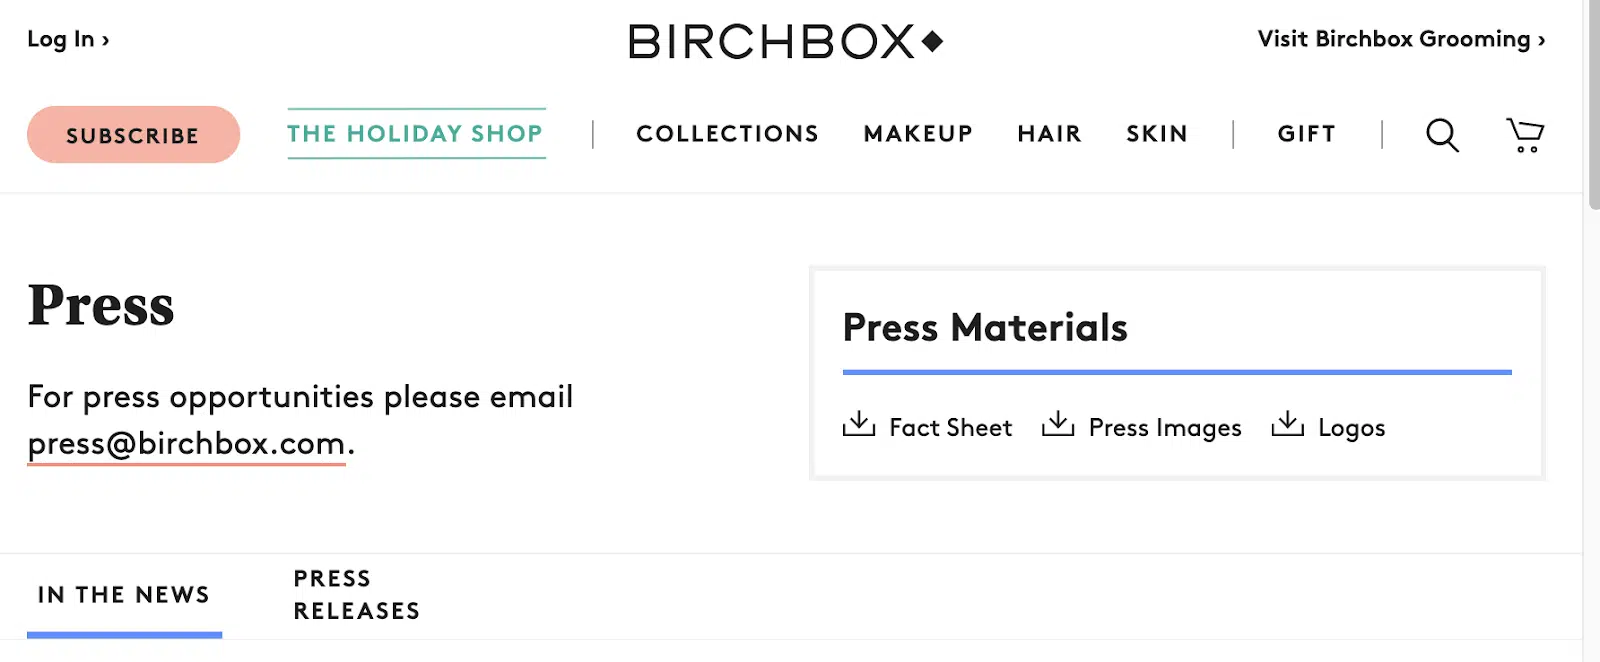 Log In ›
BIRCHBOX◆
Visit Birchbox Grooming ›
SUBSCRIBE
THE HOLIDAY SHOP
COLLECTIONS
MAKEUP
HAIR
SKIN
GIFT
Press
For press opportunities please email
press@birchbox.com.
Press Materials
Fact Sheet
Press Images
Logos
IN THE NEWS
PRESS
RELEASES